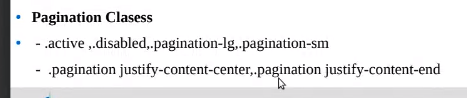 • Pagination Clasess
• - .active ,.disabled,.pagination-lg,.pagination-sm
- .pagination justify-content-center,.pagination justify-content-end